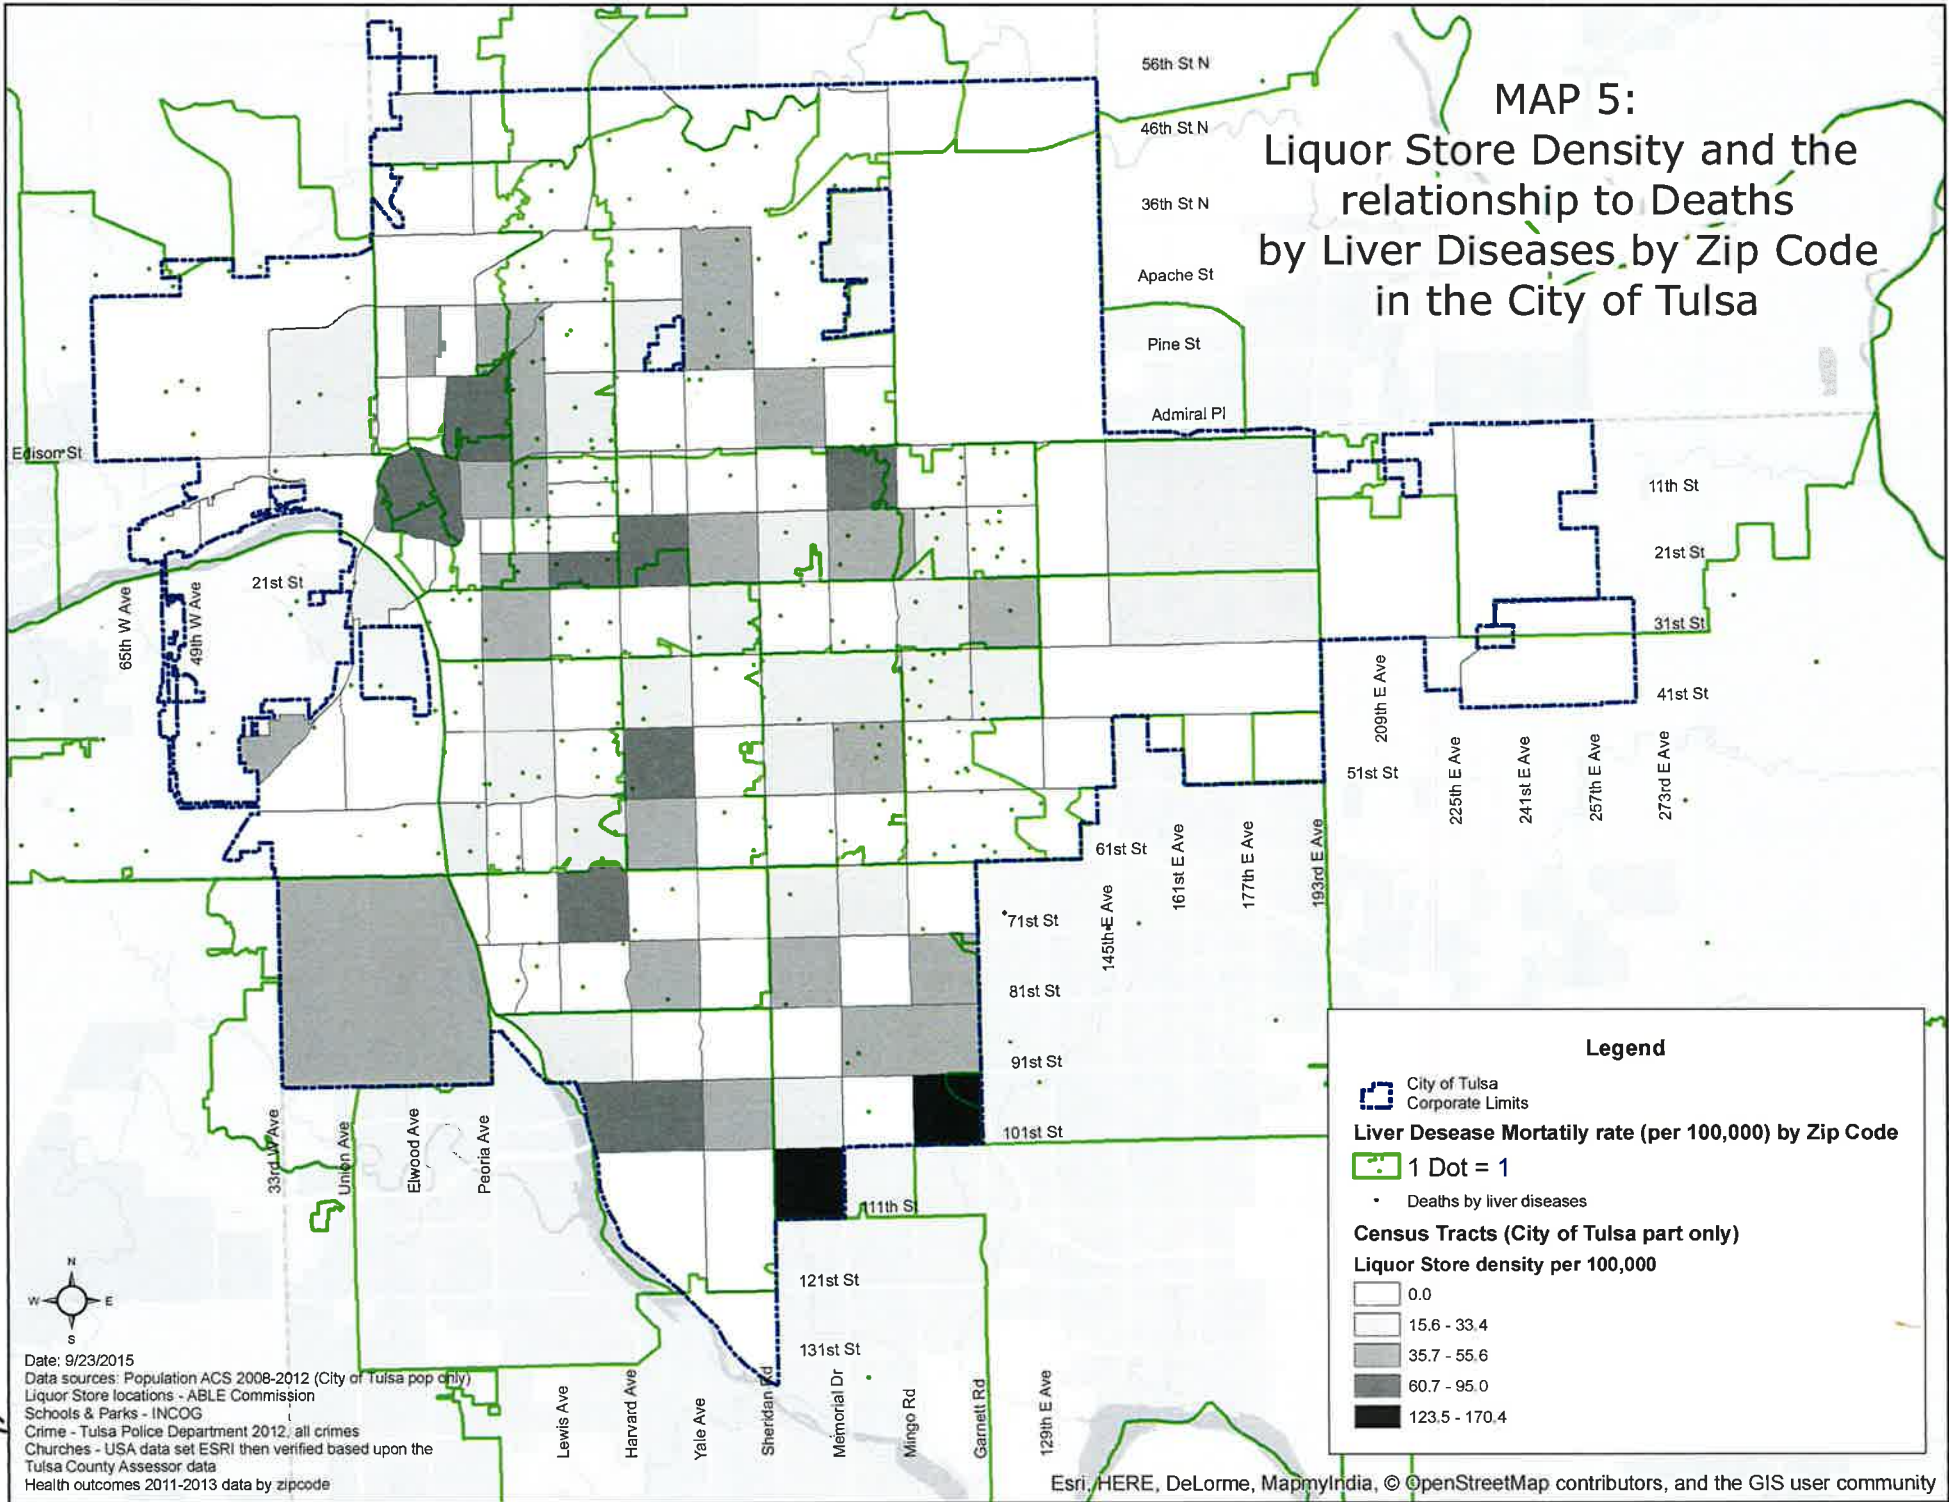 MAP 5:
Liquor Store Density and the
relationship to Deaths
by Liver Diseases by Zip Code
in the City of Tulsa
56th St N
46th St N
36th St N
Apache St
Pine St
Admiral Pl
Edison St
11th St
21st St
31st St
41st St
21st St
65th W Ave
49th W Ave
209th E Ave
51st St
225th E Ave
241st E Ave
257th E Ave
273rd E Ave
61st St
145th E Ave
161st E Ave
177th E Ave
193rd E Ave
71st St
81st St
91st St
101st St
111th St
121st St
131st St
33rd W Ave
Union Ave
Elwood Ave
Peoria Ave
Lewis Ave
Harvard Ave
Yale Ave
Sheridan Rd
Memorial Dr
Mingo Rd
Garnett Rd
129th E Ave
Legend
City of Tulsa
Corporate Limits
Liver Desease Mortatily rate (per 100,000) by Zip Code
1 Dot = 1
Deaths by liver diseases
Census Tracts (City of Tulsa part only)
Liquor Store density per 100,000
0.0
15.6 - 33.4
35.7 - 55.6
60.7 - 95.0
123.5 - 170.4
N
W E
S
Date: 9/23/2015
Data sources: Population ACS 2008-2012 (City of Tulsa pop only)
Liquor Store locations - ABLE Commission
Schools & Parks - INCOG
Crime - Tulsa Police Department 2012, all crimes
Churches - USA data set ESRI then verified based upon the
Tulsa County Assessor data
Health outcomes 2011-2013 data by zipcode
Esri, HERE, DeLorme, MapmyIndia, © OpenStreetMap contributors, and the GIS user community